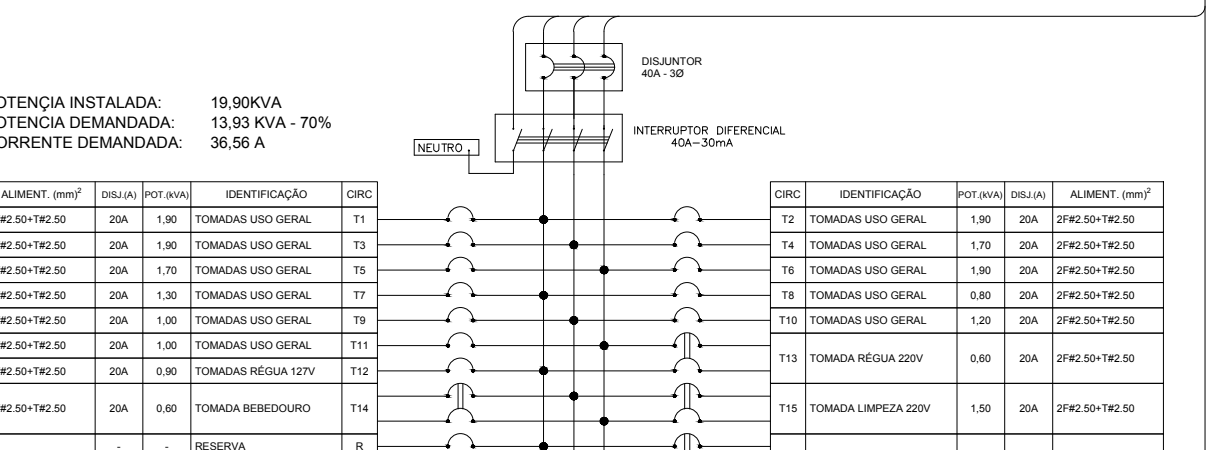 DISJUNTOR
40A - 3Ø
OTENÇIA INSTALADA: 19,90KVA
OTENCIA DEMANDADA: 13,93 KVA - 70%
ORRENTE DEMANDADA: 36,56 A
INTERRUPTOR DIFERENCIAL
40A-30mA
NEUTRO
ALIMENT. (mm)² DISJ.(A) POT.(kVA) IDENTIFICAÇÃO CIRC CIRC IDENTIFICAÇÃO POT.(kVA) DISJ.(A) ALIMENT. (mm)²
#2.50+T#2.50 20A 1,90 TOMADAS USO GERAL T1 T2 TOMADAS USO GERAL 1,90 20A 2F#2.50+T#2.50
#2.50+T#2.50 20A 1,90 TOMADAS USO GERAL T3 T4 TOMADAS USO GERAL 1,70 20A 2F#2.50+T#2.50
#2.50+T#2.50 20A 1,70 TOMADAS USO GERAL T5 T6 TOMADAS USO GERAL 1,90 20A 2F#2.50+T#2.50
#2.50+T#2.50 20A 1,30 TOMADAS USO GERAL T7 T8 TOMADAS USO GERAL 0,80 20A 2F#2.50+T#2.50
#2.50+T#2.50 20A 1,00 TOMADAS USO GERAL T9 T10 TOMADAS USO GERAL 1,20 20A 2F#2.50+T#2.50
#2.50+T#2.50 20A 1,00 TOMADAS USO GERAL T11 T13 TOMADA RÉGUA 220V 0,60 20A 2F#2.50+T#2.50
#2.50+T#2.50 20A 0,90 TOMADAS RÉGUA 127V T12
#2.50+T#2.50 20A 0,60 TOMADA BEBEDOURO T14 T15 TOMADA LIMPEZA 220V 1,50 20A 2F#2.50+T#2.50
- - RESERVA R